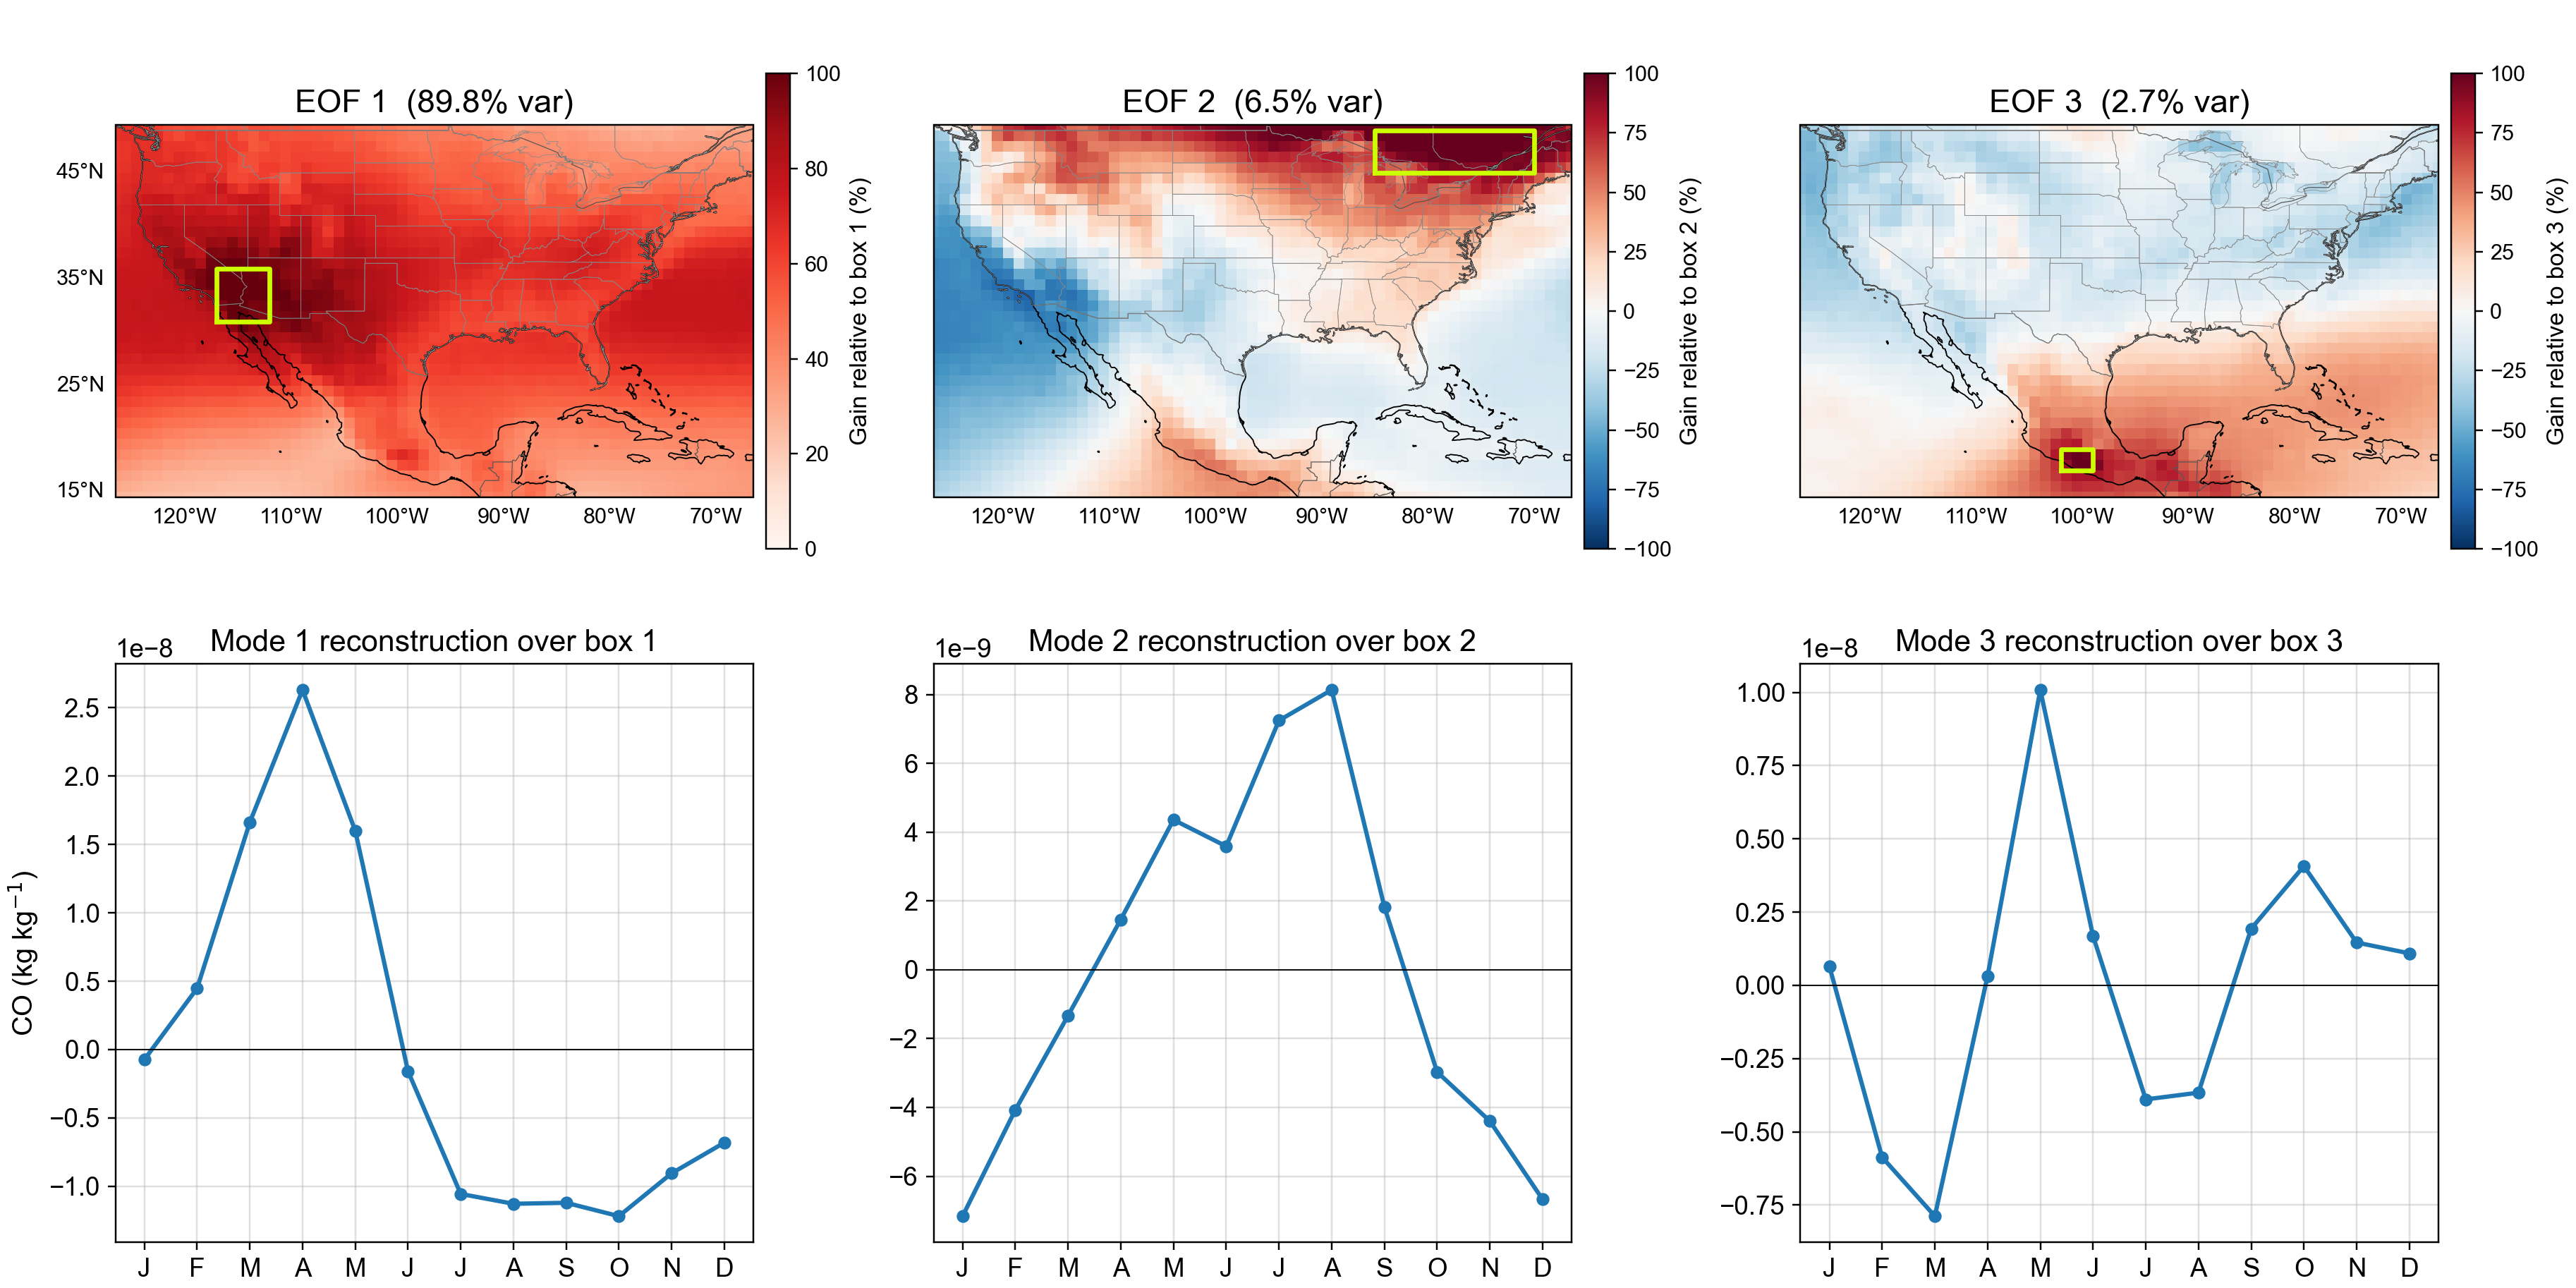 EOF 1  (89.8% var)
45°N
35°N
25°N
15°N
120°W 110°W 100°W 90°W 80°W 70°W
100
80
60
40
20
0
Gain relative to box 1 (%)
EOF 2  (6.5% var)
120°W 110°W 100°W 90°W 80°W 70°W
100
75
50
25
0
−25
−50
−75
−100
Gain relative to box 2 (%)
EOF 3  (2.7% var)
120°W 110°W 100°W 90°W 80°W 70°W
100
75
50
25
0
−25
−50
−75
−100
Gain relative to box 3 (%)
Mode 1 reconstruction over box 1
1e−8
CO (kg kg⁻¹)
2.5
2.0
1.5
1.0
0.5
0.0
−0.5
−1.0
J F M A M J J A S O N D
Mode 2 reconstruction over box 2
1e−9
8
6
4
2
0
−2
−4
−6
J F M A M J J A S O N D
Mode 3 reconstruction over box 3
1e−8
1.00
0.75
0.50
0.25
0.00
−0.25
−0.50
−0.75
J F M A M J J A S O N D